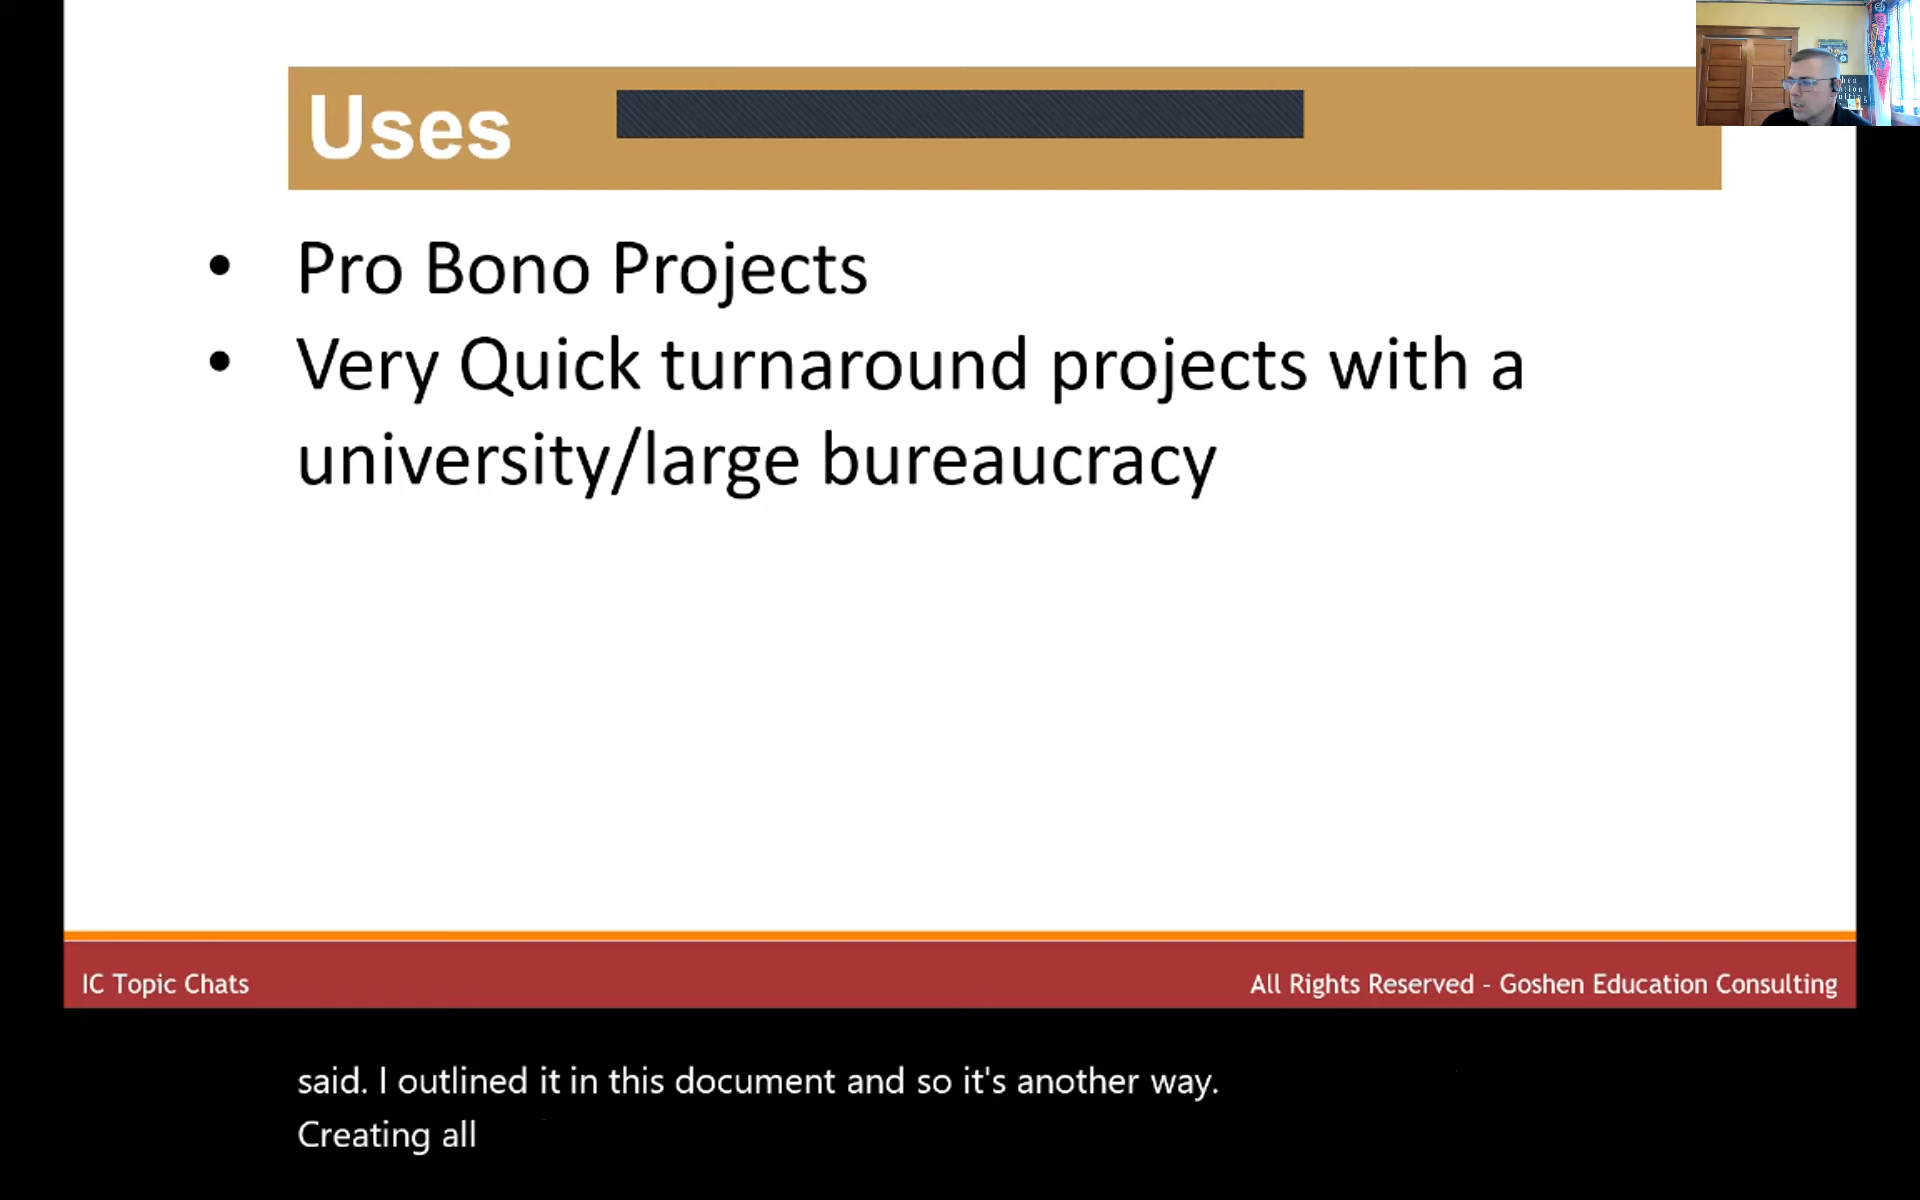 Uses
• Pro Bono Projects
• Very Quick turnaround projects with a
university/large bureaucracy
IC Topic Chats
All Rights Reserved - Goshen Education Consulting
said. I outlined it in this document and so it's another way.
Creating all